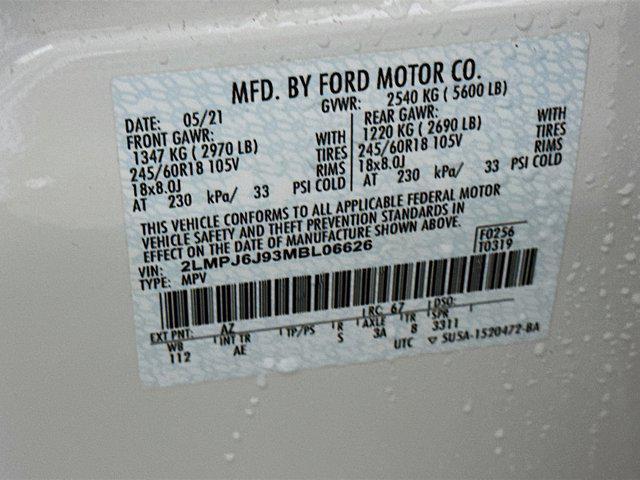 MFD. BY FORD MOTOR CO.
DATE: 05/21 GVWR: 2540 KG ( 5600 LB)
FRONT GAWR: REAR GAWR:
1347 KG ( 2970 LB) WITH 1220 KG ( 2690 LB) WITH
245/60R18 105V TIRES 245/60R18 105V TIRES
18x8.0J RIMS 18x8.0J RIMS
AT 230 kPa/ 33 PSI COLD AT 230 kPa/ 33 PSI COLD
THIS VEHICLE CONFORMS TO ALL APPLICABLE FEDERAL MOTOR
VEHICLE SAFETY AND THEFT PREVENTION STANDARDS IN
EFFECT ON THE DATE OF MANUFACTURE SHOWN ABOVE.
F0256
T0319
VIN: 2LMPJ6J93MBL06626
TYPE: MPV
EXT PNT: AZ LRC: 67 DSO:
WB INT TR TP/PS R AXLE TR SPR
112 AE S 3A 8 3311
UTC ▽ SU5A-1520472-BA